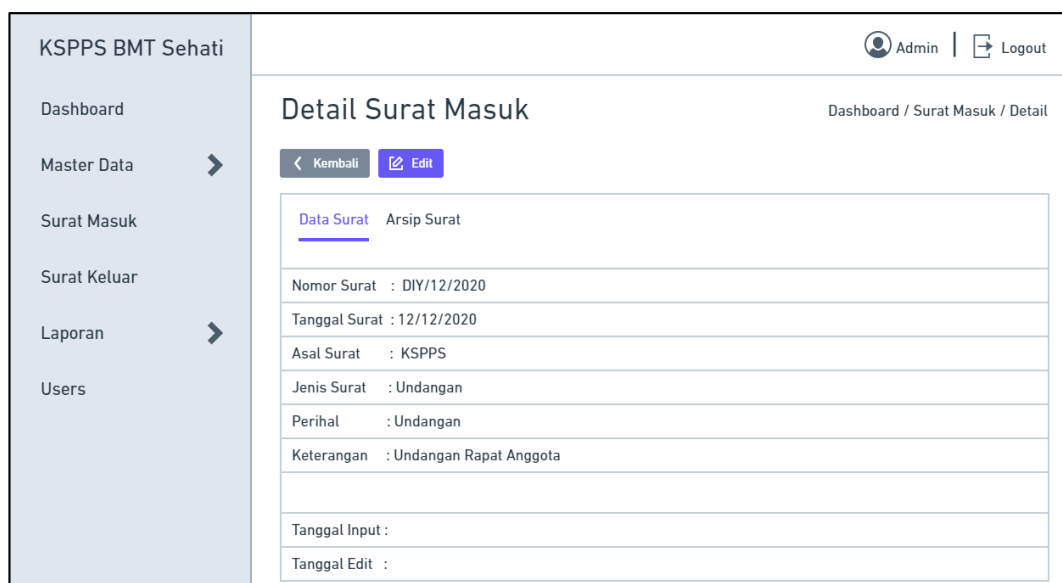 KSPPS BMT Sehati
Admin
Logout
Dashboard
Master Data
Surat Masuk
Surat Keluar
Laporan
Users
Detail Surat Masuk
Dashboard / Surat Masuk / Detail
Kembali
Edit
Data Surat Arsip Surat
Nomor Surat : DIY/12/2020
Tanggal Surat : 12/12/2020
Asal Surat : KSPPS
Jenis Surat : Undangan
Perihal : Undangan
Keterangan : Undangan Rapat Anggota
Tanggal Input :
Tanggal Edit :